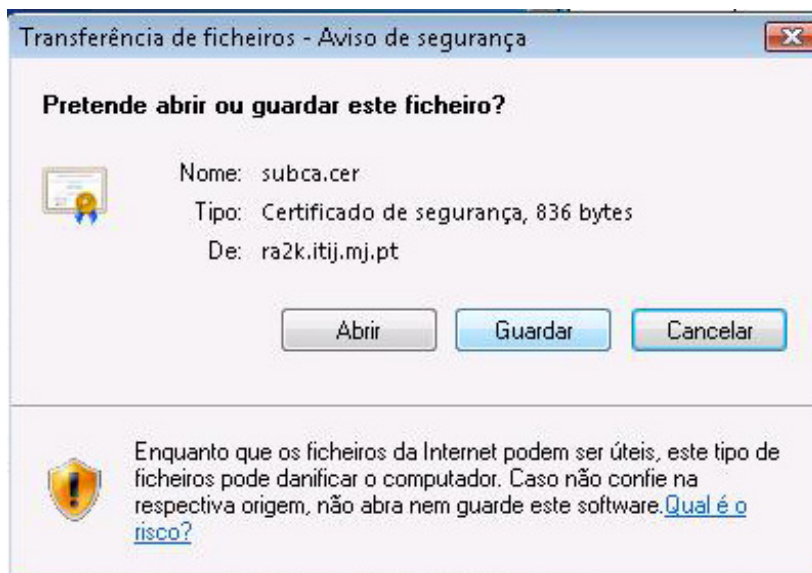 Transferência de ficheiros - Aviso de segurança
Pretende abrir ou guardar este ficheiro?
Nome: subca.cer
Tipo: Certificado de segurança, 836 bytes
De: ra2k.itij.mj.pt
Abrir Guardar Cancelar
Enquanto que os ficheiros da Internet podem ser úteis, este tipo de
ficheiros pode danificar o computador. Caso não confie na
respectiva origem, não abra nem guarde este software.Qual é o
risco?